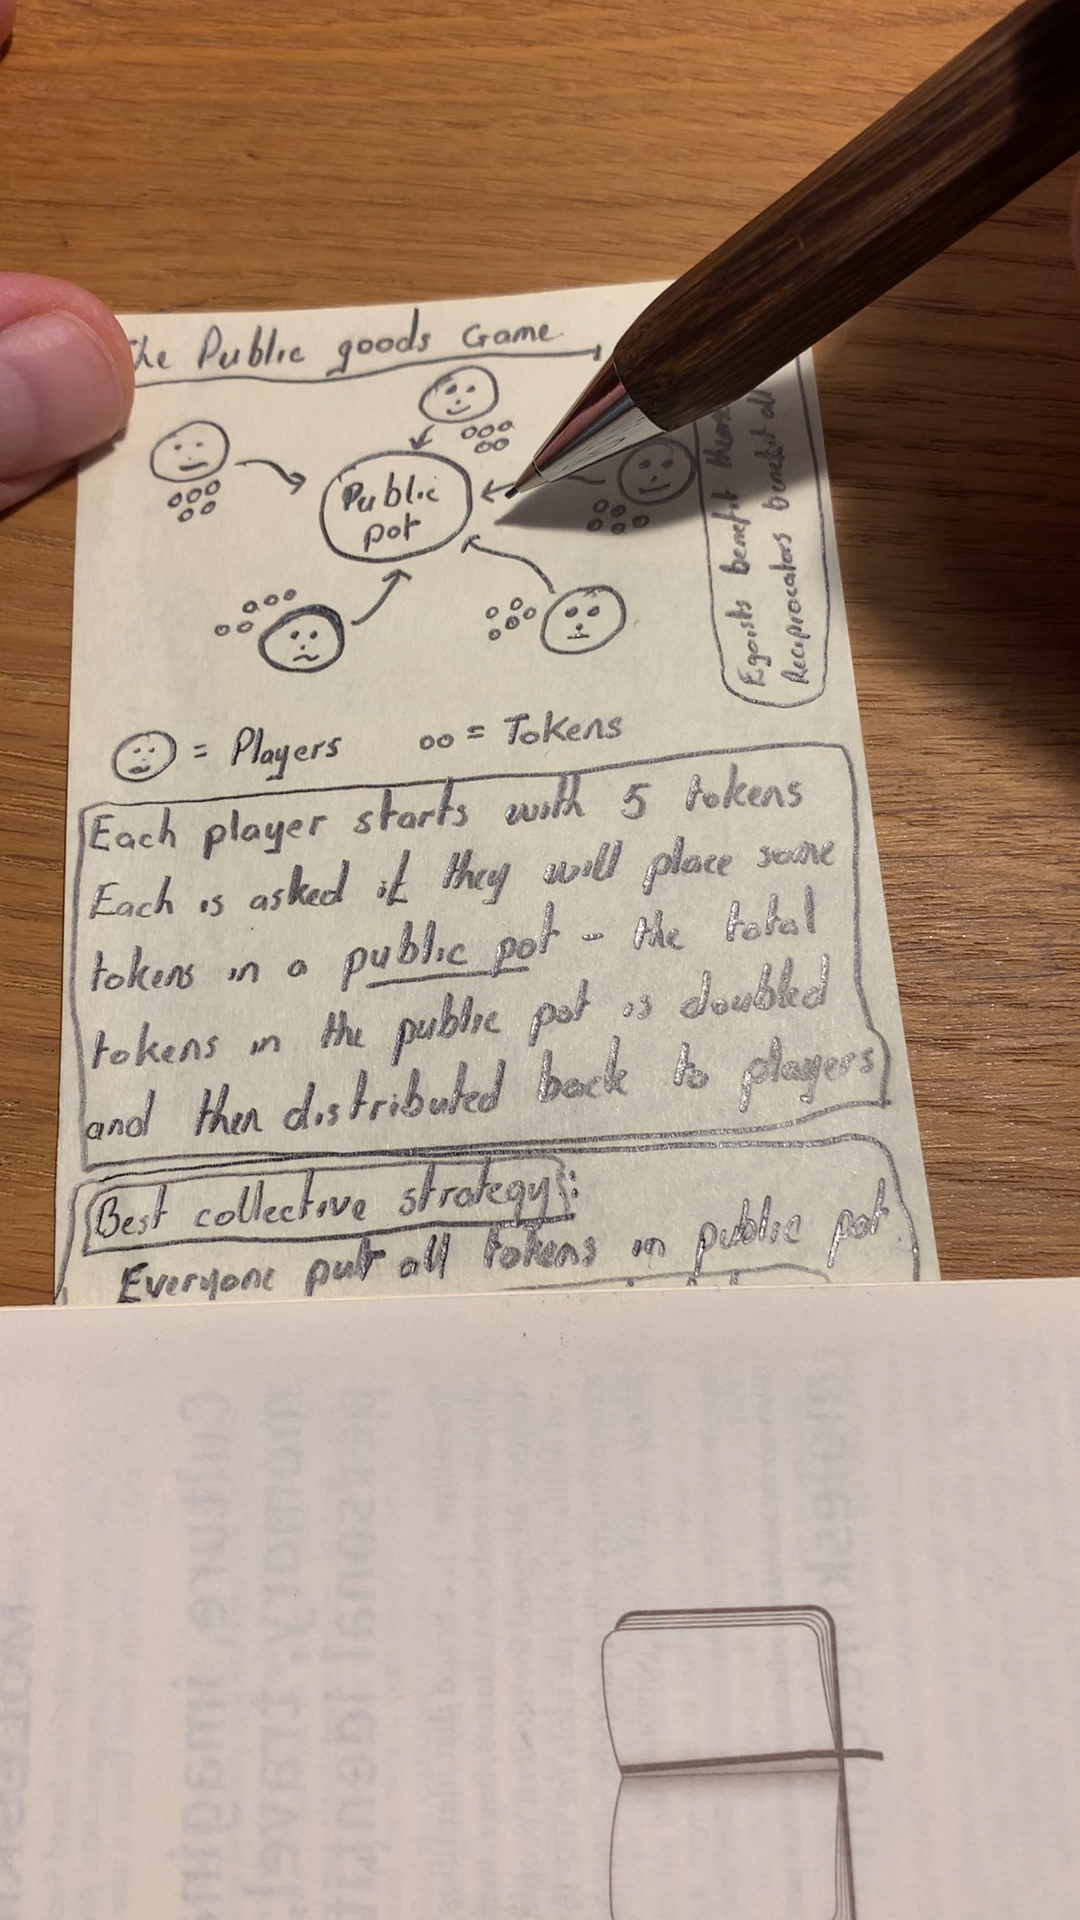 The Public goods Game
Public
pot
Egoists benefit
Reciprocators benefit all
= Players
= Tokens
Each player starts with 5 tokens
Each is asked if they will place some
tokens in a public pot - the total
tokens in the public pot is doubled
and then distributed back to players
Best collective strategy:
Everyone put all tokens in public pot